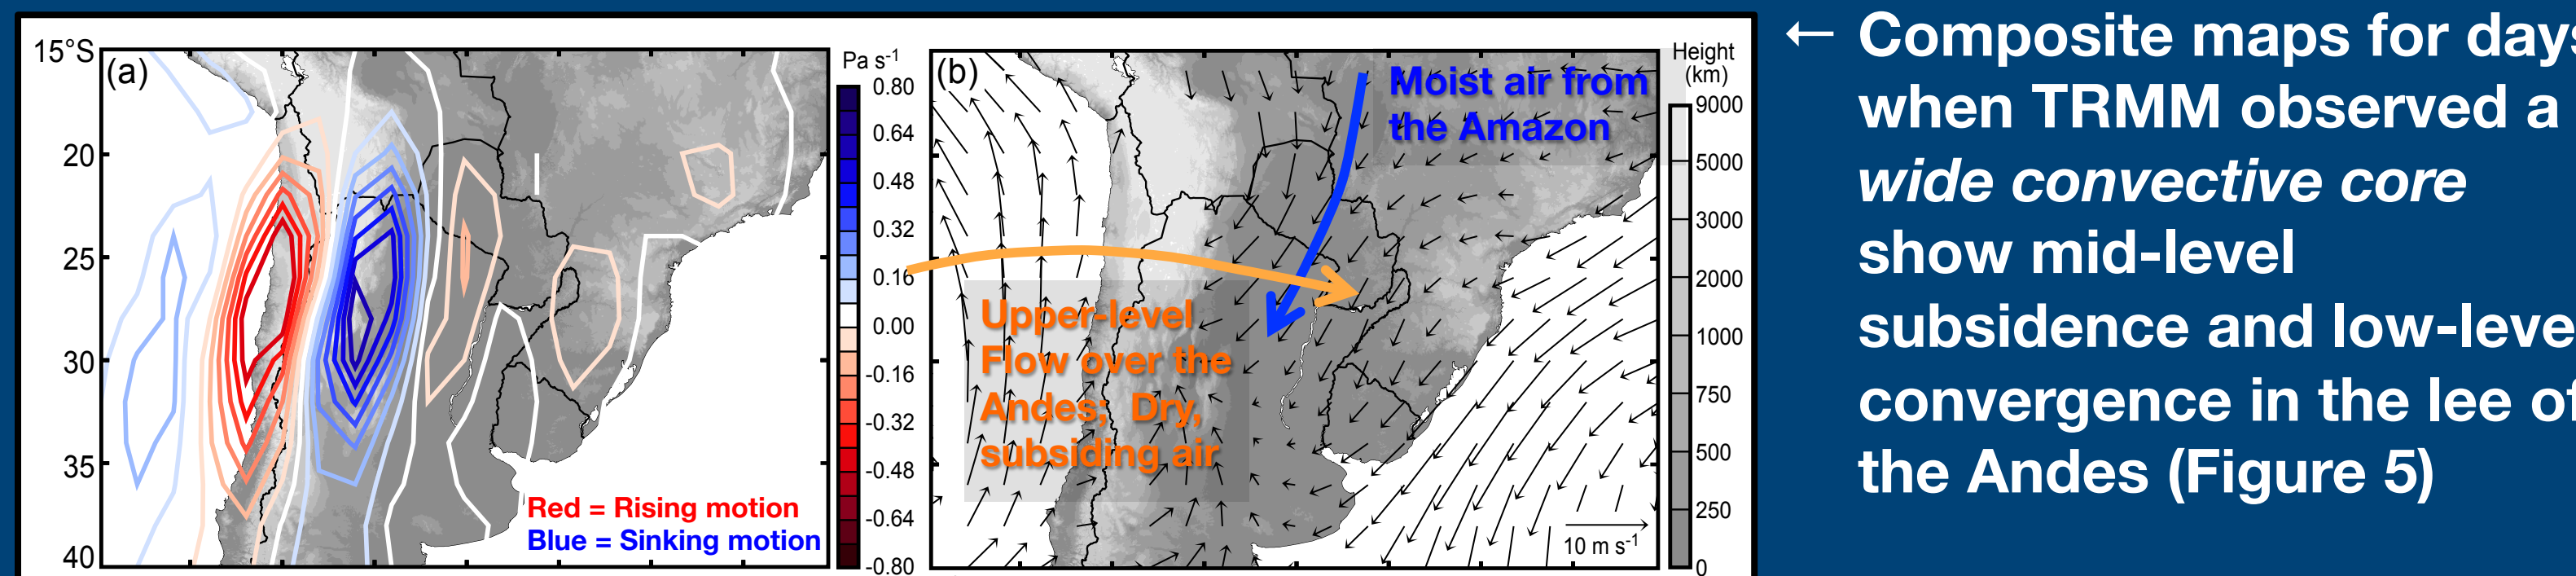 15°S
20
25
30
35
40
(a)
Red = Rising motion
Blue = Sinking motion
Pa s-1
0.80
0.64
0.48
0.32
0.16
0.00
-0.16
-0.32
-0.48
-0.64
-0.80
(b)
Moist air from
the Amazon
Upper-level
Flow over the
Andes; Dry,
subsiding air
10 m s-1
Height
(km)
9000
5000
3000
2000
1000
750
500
250
0
← Composite maps for days
when TRMM observed a
wide convective core
show mid-level
subsidence and low-leve
convergence in the lee of
the Andes (Figure 5)